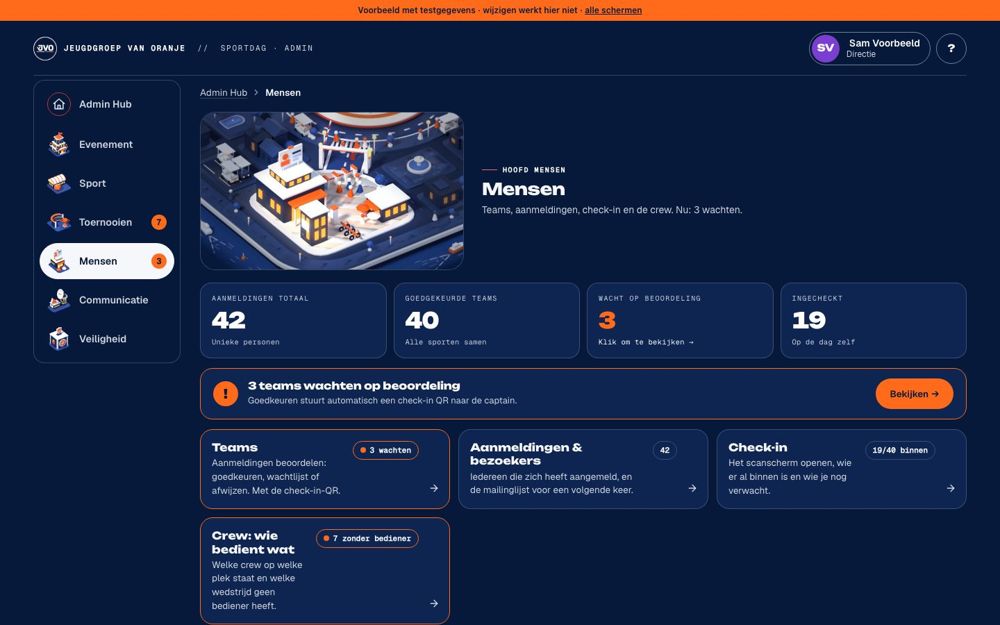 Voorbeeld met testgegevens · wijzigen werkt hier niet · alle schermen
JVO JEUGDGROEP VAN ORANJE // SPORTDAG · ADMIN
SV Sam Voorbeeld
Directie
?
Admin Hub
Evenement
Sport
Toernooien 7
Mensen 3
Communicatie
Veiligheid
Admin Hub > Mensen
HOOFD MENSEN
Mensen
Teams, aanmeldingen, check-in en de crew. Nu: 3 wachten.
AANMELDINGEN TOTAAL
42
Unieke personen
GOEDGEKEURDE TEAMS
40
Alle sporten samen
WACHT OP BEOORDELING
3
Klik om te bekijken →
INGECHECKT
19
Op de dag zelf
!
3 teams wachten op beoordeling
Goedkeuren stuurt automatisch een check-in QR naar de captain.
Bekijken →
Teams
3 wachten
Aanmeldingen beoordelen:
goedkeuren, wachtlijst of
afwijzen. Met de check-in-QR.
→
Aanmeldingen &
bezoekers
42
Iedereen die zich heeft aangemeld, en
de mailinglijst voor een volgende keer.
→
Check-in
19/40 binnen
Het scanscherm openen, wie
er al binnen is en wie je nog
verwacht.
→
Crew: wie
bedient wat
7 zonder bediener
Welke crew op welke
plek staat en welke
wedstrijd geen
bediener heeft.
→